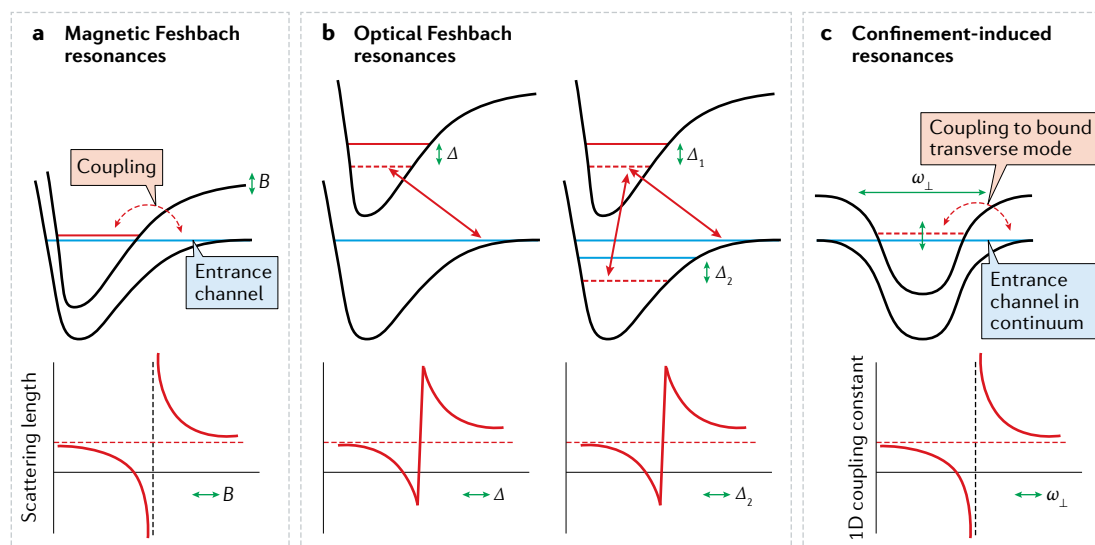 a Magnetic Feshbach
resonances
Coupling
B
Entrance
channel
Scattering length
B
b Optical Feshbach
resonances
Δ
Δ₁
Δ₂
Δ
Δ₂
c Confinement-induced
resonances
Coupling to bound
transverse mode
ω⊥
Entrance
channel in
continuum
1D coupling constant
ω⊥